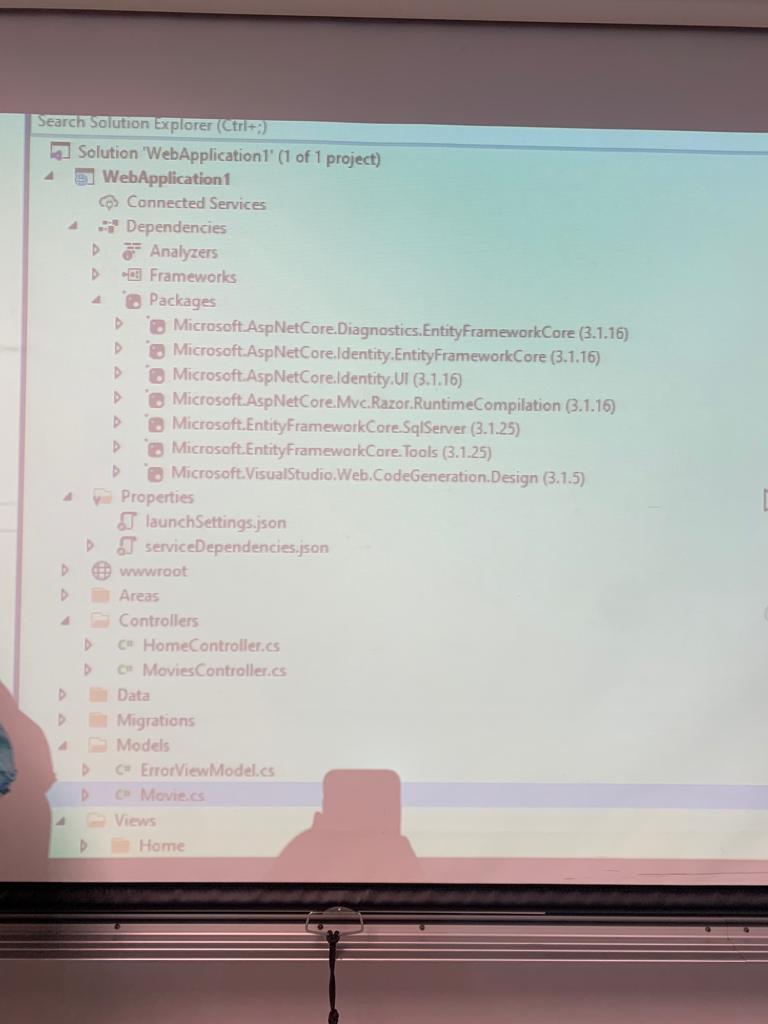 Search Solution Explorer (Ctrl+;)
Solution 'WebApplication1' (1 of 1 project)
WebApplication1
Connected Services
Dependencies
Analyzers
Frameworks
Packages
Microsoft.AspNetCore.Diagnostics.EntityFrameworkCore (3.1.16)
Microsoft.AspNetCore.Identity.EntityFrameworkCore (3.1.16)
Microsoft.AspNetCore.Identity.UI (3.1.16)
Microsoft.AspNetCore.Mvc.Razor.RuntimeCompilation (3.1.16)
Microsoft.EntityFrameworkCore.SqlServer (3.1.25)
Microsoft.EntityFrameworkCore.Tools (3.1.25)
Microsoft.VisualStudio.Web.CodeGeneration.Design (3.1.5)
Properties
launchSettings.json
serviceDependencies.json
wwwroot
Areas
Controllers
C# HomeController.cs
C# MoviesController.cs
Data
Migrations
Models
C# ErrorViewModel.cs
C# Movie.cs
Views
Home